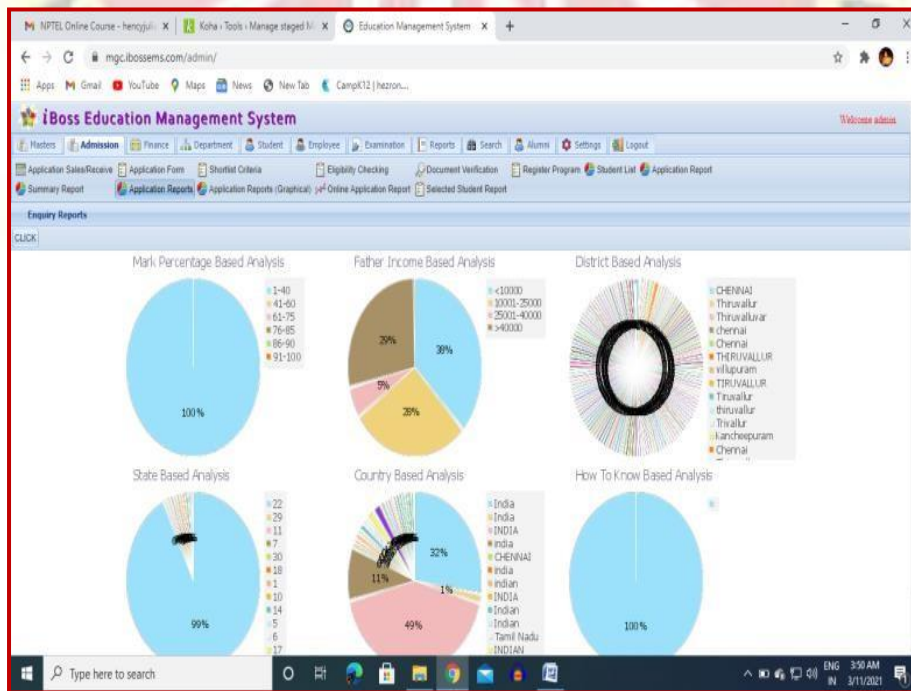 NPTEL Online Course - hencyjuli
Koha › Tools › Manage staged M
Education Management System
mgc.ibossems.com/admin/
Apps Gmail YouTube Maps News New Tab CampK12 | hezron...
iBoss Education Management System
Welcome admin
Masters Admission Finance Department Student Employee Examination Reports Search Alumni Settings Logout
Application Sales/Receive Application Form Shortlist Criteria Eligibility Checking Document Verification Register Program Student List Application Report
Summary Report Application Reports Application Reports (Graphical) Online Application Report Selected Student Report
Enquiry Reports
CLICK
Mark Percentage Based Analysis
1-40
41-60
61-75
76-85
86-90
91-100
100%
Father Income Based Analysis
<10000
10001-25000
25001-40000
>40000
29%
38%
5%
28%
District Based Analysis
CHENNAI
Thiruvallur
Thiruvalluvar
chennai
Chennai
THIRUVALLUR
villupuram
TIRUVALLUR
Tiruvallur
thiruvallur
Trivallur
Kancheepuram
Chennai
State Based Analysis
22
29
11
7
30
18
1
10
14
5
6
17
99%
Country Based Analysis
India
India
INDIA
india
CHENNAI
india
indian
INDIA
Indian
Indian
Tamil Nadu
INDIAN
32%
11%
1%
49%
How To Know Based Analysis
100%
Type here to search
ENG
IN
3:50 AM
3/11/2021